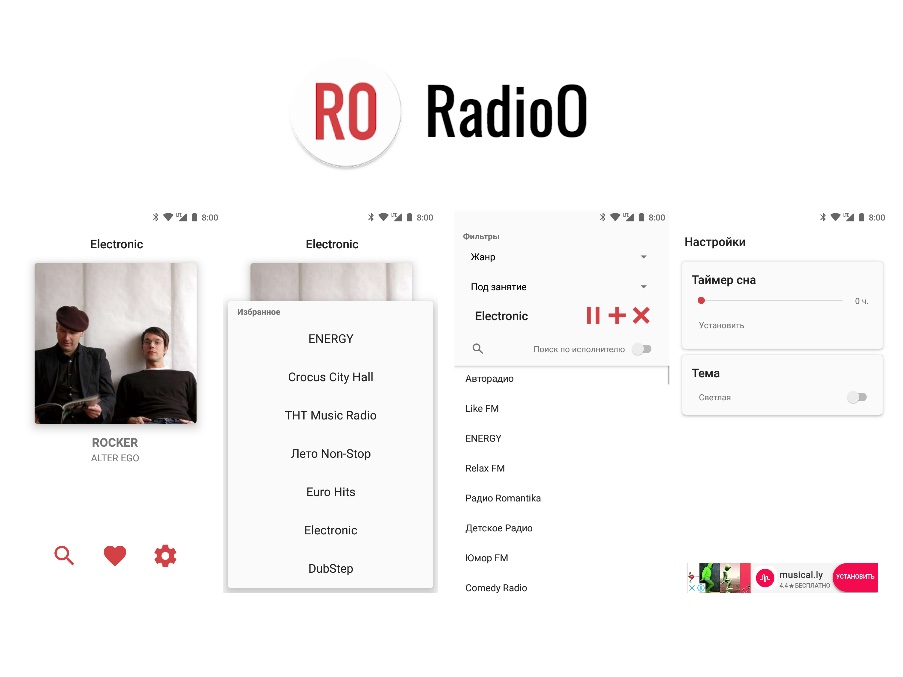 RO RadioO
8:00
Electronic
ROCKER
ALTER EGO
8:00
Electronic
Избранное
ENERGY
Crocus City Hall
ТНТ Music Radio
Лето Non-Stop
Euro Hits
Electronic
DubStep
8:00
Фильтры
Жанр
Под занятие
Electronic
Поиск по исполнителю
Авторадио
Like FM
ENERGY
Relax FM
Радио Romantika
Детское Радио
Юмор FM
Comedy Radio
8:00
Настройки
Таймер сна
0 ч.
Установить
Тема
Светлая
musical.ly
4.4★БЕСПЛАТНО
УСТАНОВИТЬ